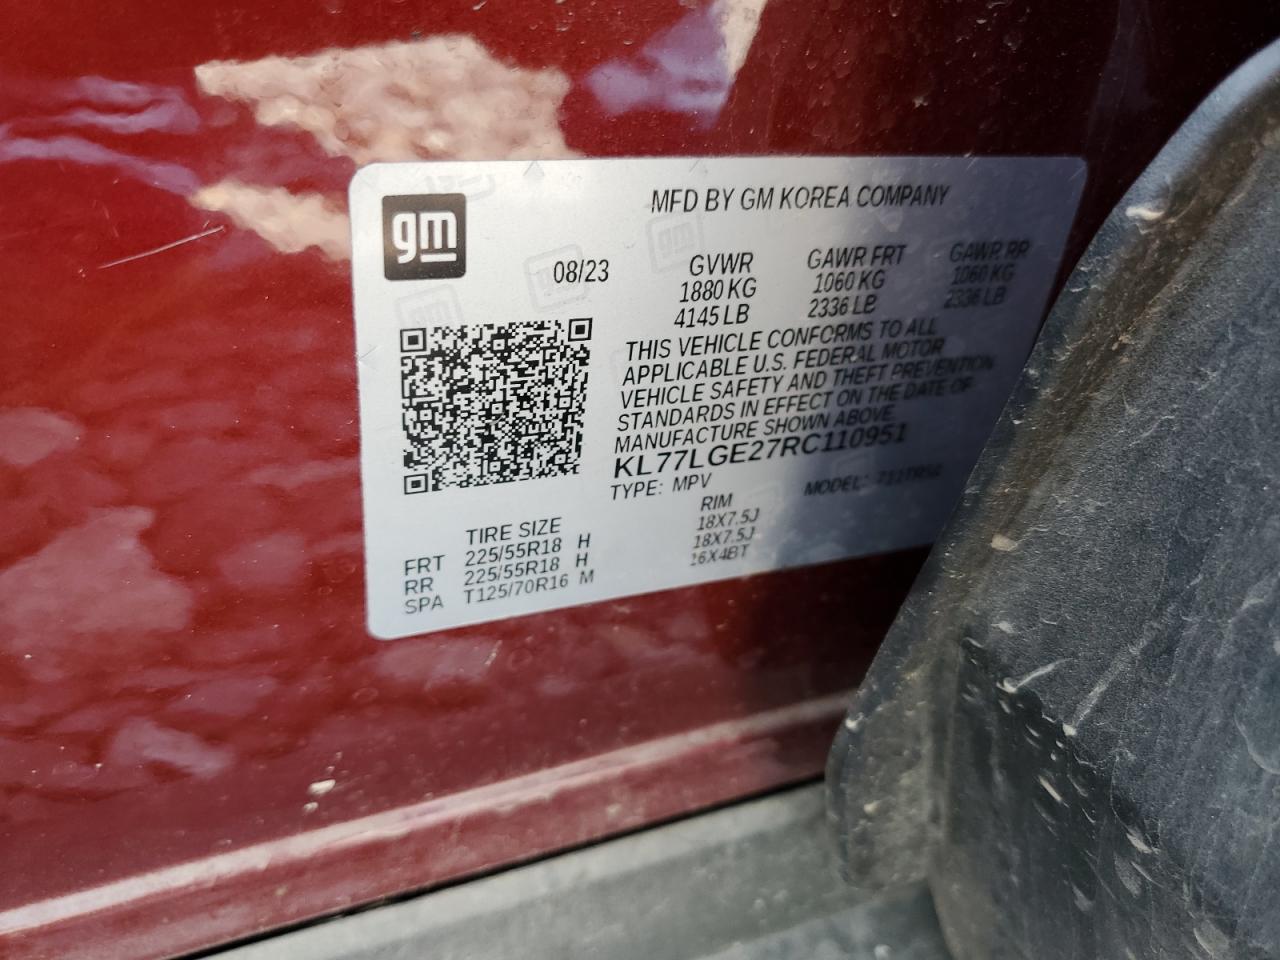 gm
MFD BY GM KOREA COMPANY
08/23 GVWR GAWR FRT GAWR RR
1880 KG 1060 KG 1060 KG
4145 LB 2336 LB 2336 LB
THIS VEHICLE CONFORMS TO ALL
APPLICABLE U.S. FEDERAL MOTOR
VEHICLE SAFETY AND THEFT PREVENTION
STANDARDS IN EFFECT ON THE DATE OF
MANUFACTURE SHOWN ABOVE.
KL77LGE27RC110951
TYPE: MPV MODEL:
TIRE SIZE RIM
FRT 225/55R18 H 18X7.5J
RR 225/55R18 H 18X7.5J
SPA T125/70R16 M 16X4BT